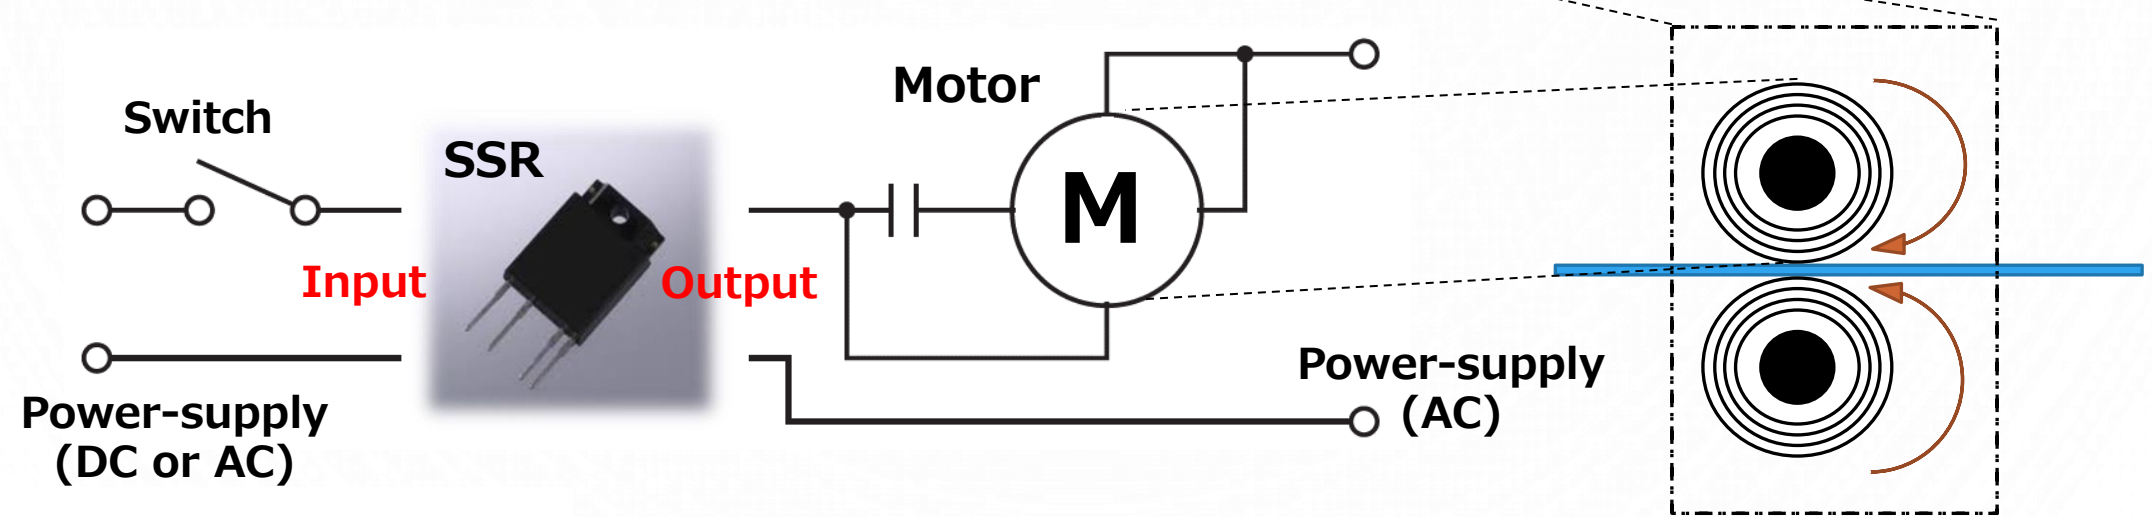 Switch
SSR
Motor
M
Input
Output
Power-supply
(DC or AC)
Power-supply
(AC)